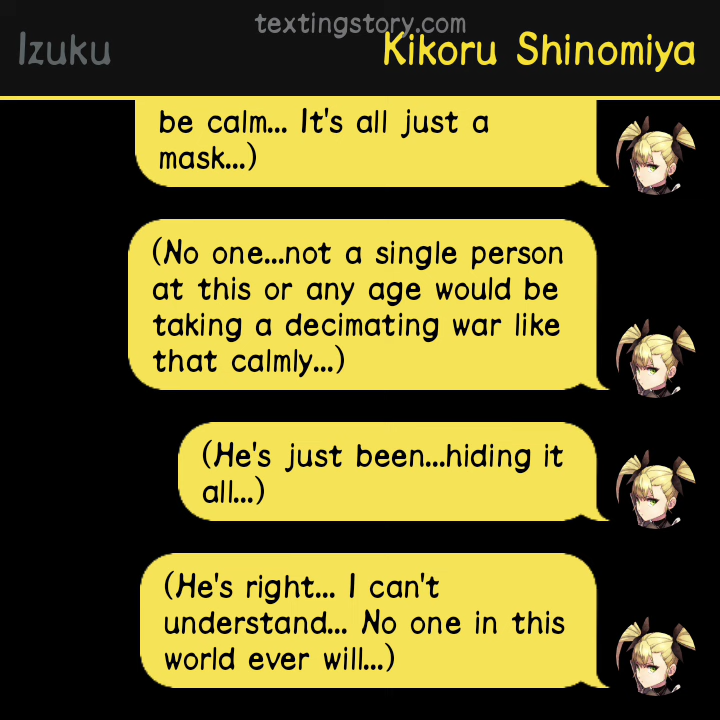 textingstory.com
Izuku
Kikoru Shinomiya
be calm... It's all just a
mask...)
(No one...not a single person
at this or any age would be
taking a decimating war like
that calmly...)
(He's just been...hiding it
all...)
(He's right... I can't
understand... No one in this
world ever will...)